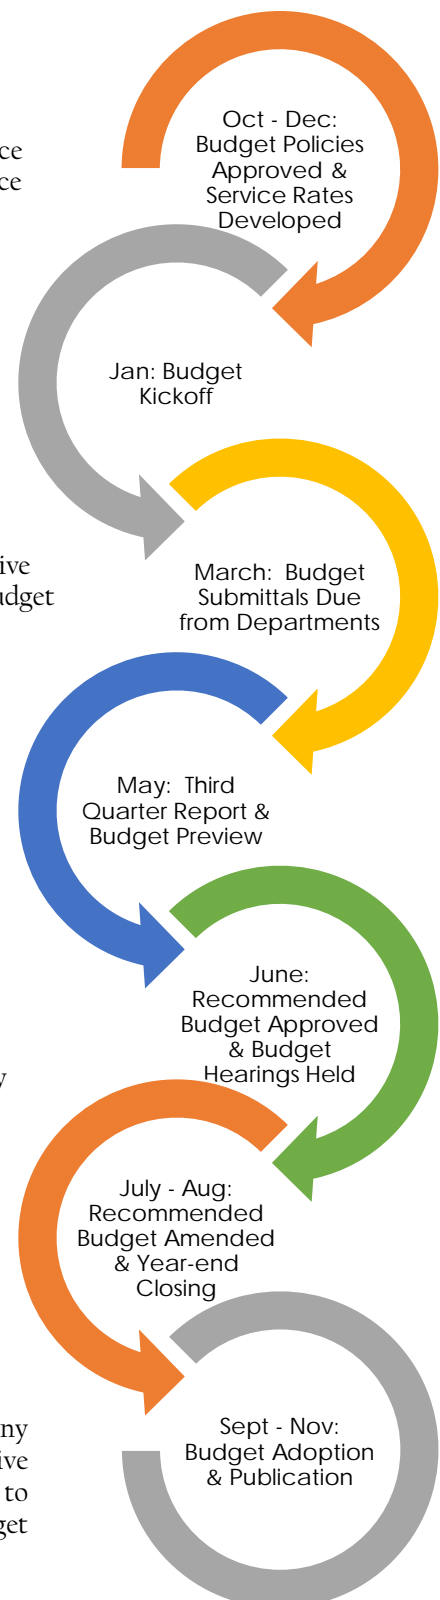 Oct - Dec:
Budget Policies
Approved &
Service Rates
Developed
Jan: Budget
Kickoff
March: Budget
Submittals Due
from Departments
May: Third
Quarter Report &
Budget Preview
June:
Recommended
Budget Approved
& Budget
Hearings Held
July - Aug:
Recommended
Budget Amended
& Year-end
Closing
Sept - Nov:
Budget Adoption
& Publication
to